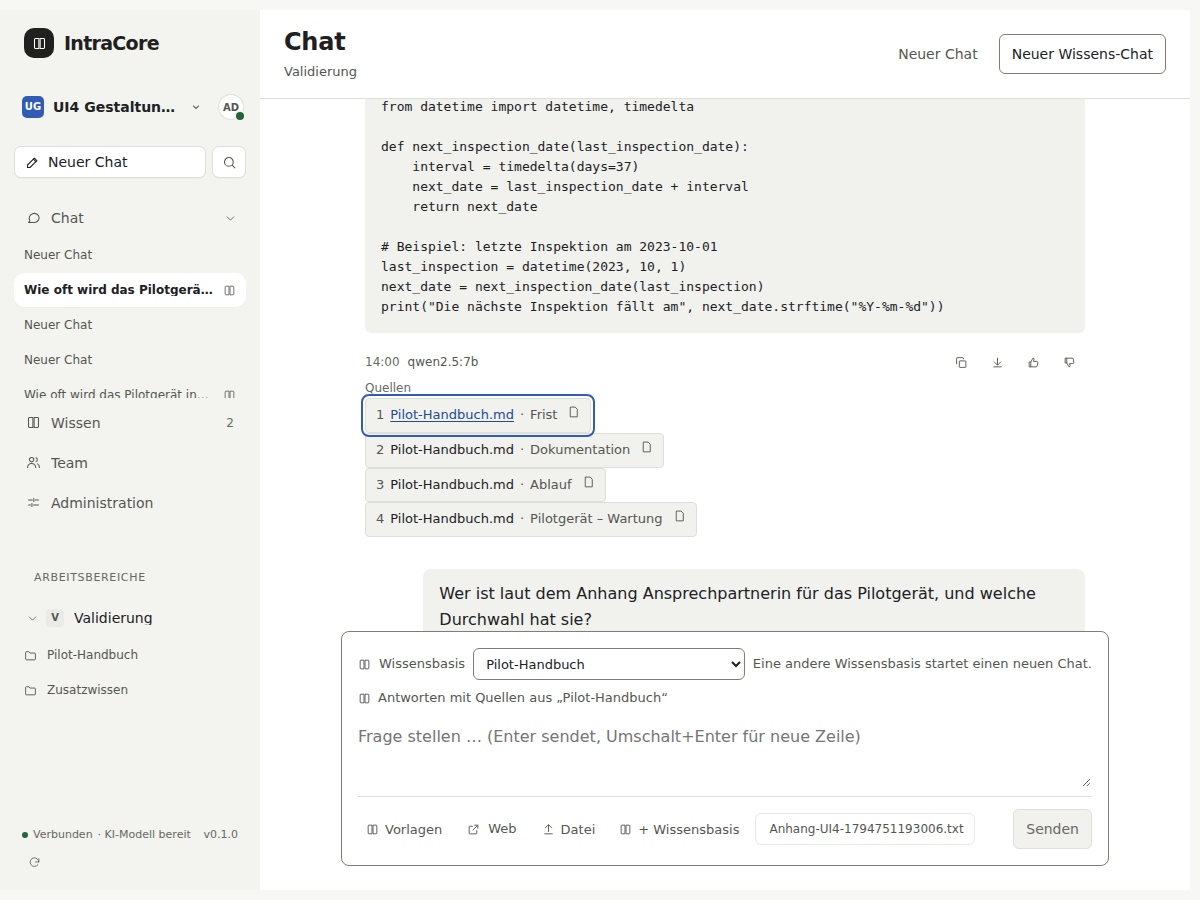 IntraCore
UG UI4 Gestaltun… AD
Neuer Chat
Chat
Neuer Chat
Wie oft wird das Pilotgerä…
Neuer Chat
Neuer Chat
Wie oft wird das Pilotgerät in…
Wissen 2
Team
Administration
ARBEITSBEREICHE
V Validierung
Pilot-Handbuch
Zusatzwissen
Verbunden · KI-Modell bereit v0.1.0
Chat
Validierung
Neuer Chat
Neuer Wissens-Chat
from datetime import datetime, timedelta
def next_inspection_date(last_inspection_date):
interval = timedelta(days=37)
next_date = last_inspection_date + interval
return next_date
# Beispiel: letzte Inspektion am 2023-10-01
last_inspection = datetime(2023, 10, 1)
next_date = next_inspection_date(last_inspection)
print("Die nächste Inspektion fällt am", next_date.strftime("%Y-%m-%d"))
14:00 qwen2.5:7b
Quellen
1 Pilot-Handbuch.md · Frist
2 Pilot-Handbuch.md · Dokumentation
3 Pilot-Handbuch.md · Ablauf
4 Pilot-Handbuch.md · Pilotgerät – Wartung
Wer ist laut dem Anhang Ansprechpartnerin für das Pilotgerät, und welche
Durchwahl hat sie?
Wissensbasis Pilot-Handbuch Eine andere Wissensbasis startet einen neuen Chat.
Antworten mit Quellen aus „Pilot-Handbuch“
Frage stellen … (Enter sendet, Umschalt+Enter für neue Zeile)
Vorlagen Web Datei + Wissensbasis Anhang-UI4-1794751193006.txt Senden